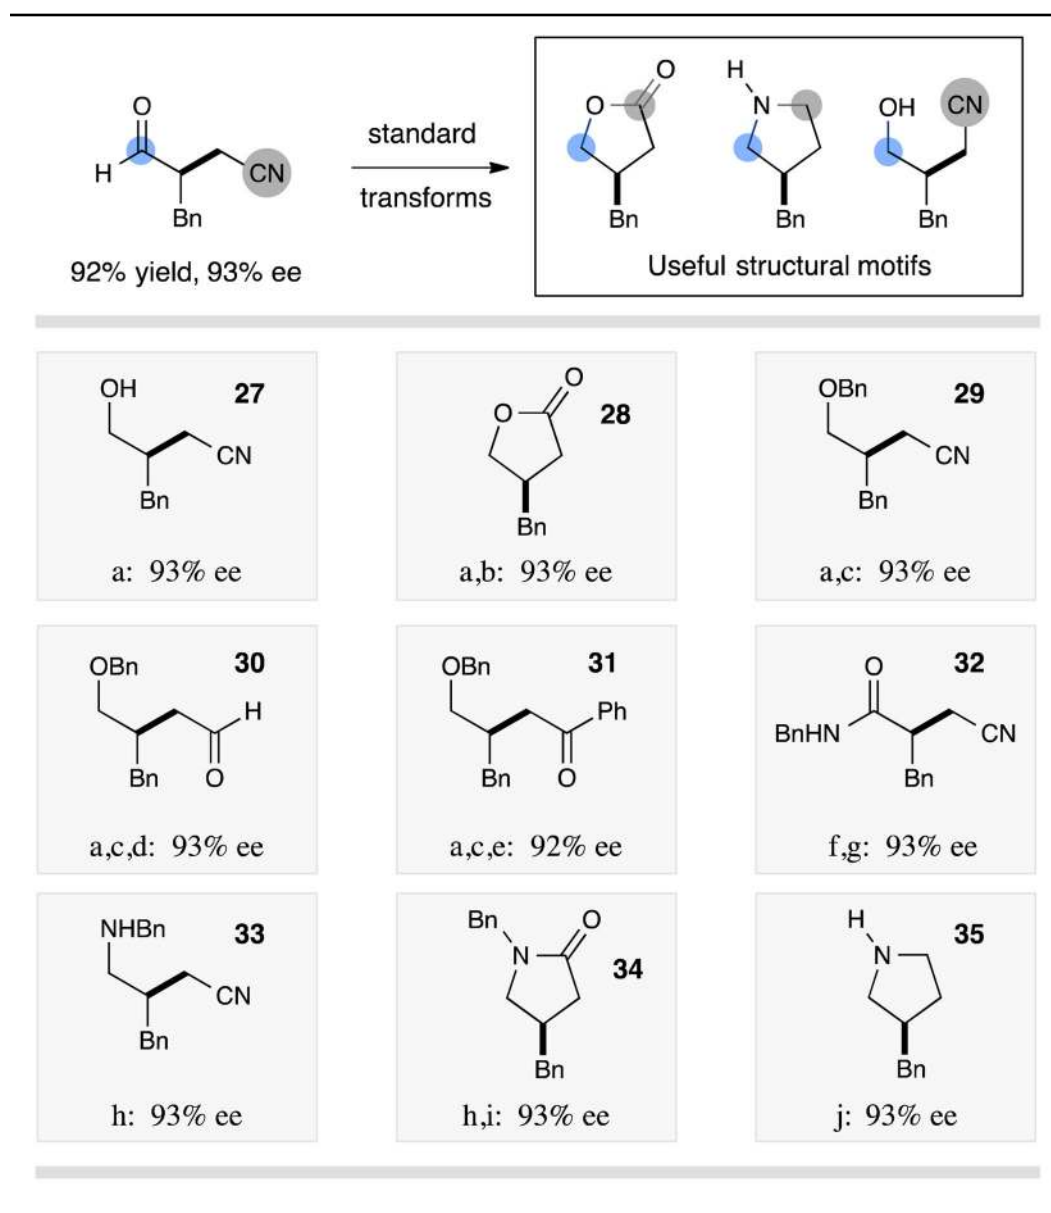 O
H
CN
Bn
92% yield, 93% ee
standard
transforms
O
O
Bn
H
N
Bn
OH
CN
Bn
Useful structural motifs
OH
27
CN
Bn
a: 93% ee
O
O
28
Bn
a,b: 93% ee
OBn
29
CN
Bn
a,c: 93% ee
OBn
30
H
Bn
O
a,c,d: 93% ee
OBn
31
Ph
Bn
O
a,c,e: 92% ee
O
32
BnHN
CN
Bn
f,g: 93% ee
NHBn
33
CN
Bn
h: 93% ee
Bn
O
N
34
Bn
h,i: 93% ee
H
N
35
Bn
j: 93% ee